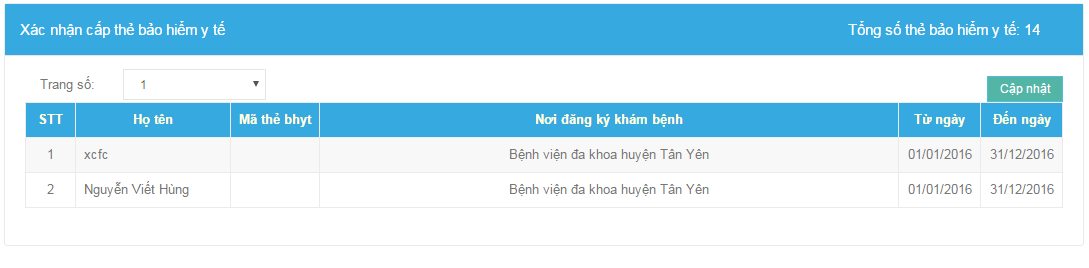 Xác nhận cấp thẻ bảo hiểm y tế Tổng số thẻ bảo hiểm y tế: 14
Trang số: 1
Cập nhật
STT Họ tên Mã thẻ bhyt Nơi đăng ký khám bệnh Từ ngày Đến ngày
1 xcfc Bệnh viện đa khoa huyện Tân Yên 01/01/2016 31/12/2016
2 Nguyễn Viết Hùng Bệnh viện đa khoa huyện Tân Yên 01/01/2016 31/12/2016